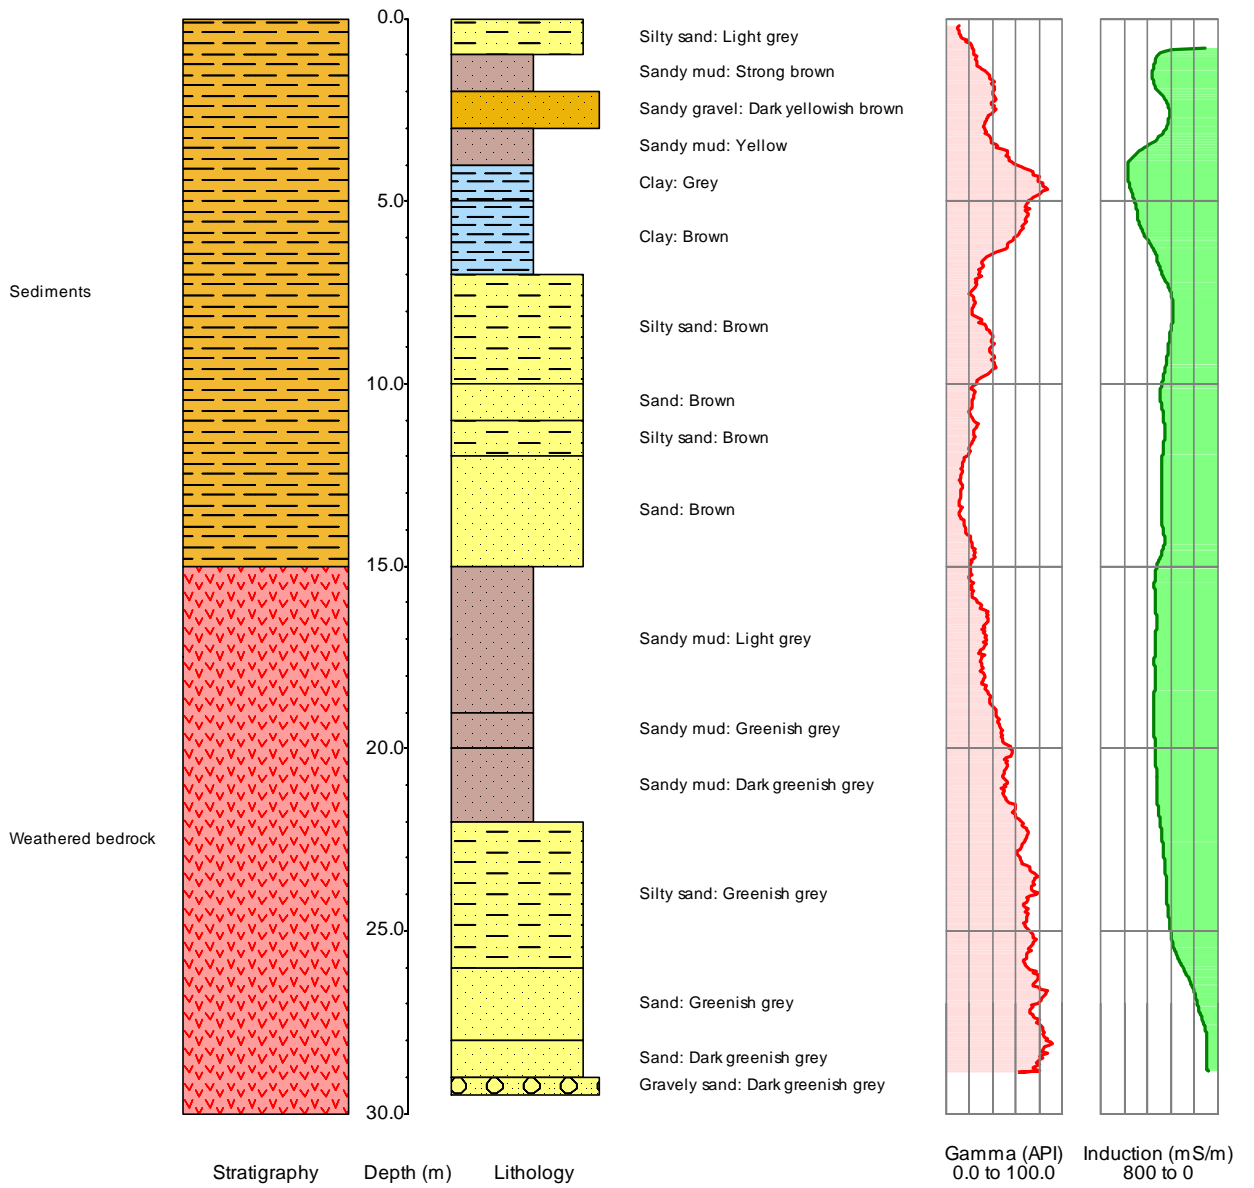 0.0
Silty sand: Light grey
Sandy mud: Strong brown
Sandy gravel: Dark yellowish brown
Sandy mud: Yellow
Clay: Grey
5.0
Clay: Brown
Sediments
Silty sand: Brown
10.0
Sand: Brown
Silty sand: Brown
Sand: Brown
15.0
Sandy mud: Light grey
Sandy mud: Greenish grey
20.0
Sandy mud: Dark greenish grey
Weathered bedrock
Silty sand: Greenish grey
25.0
Sand: Greenish grey
Sand: Dark greenish grey
Gravely sand: Dark greenish grey
30.0
Stratigraphy
Depth (m)
Lithology
Gamma (API)
0.0 to 100.0
Induction (mS/m)
800 to 0